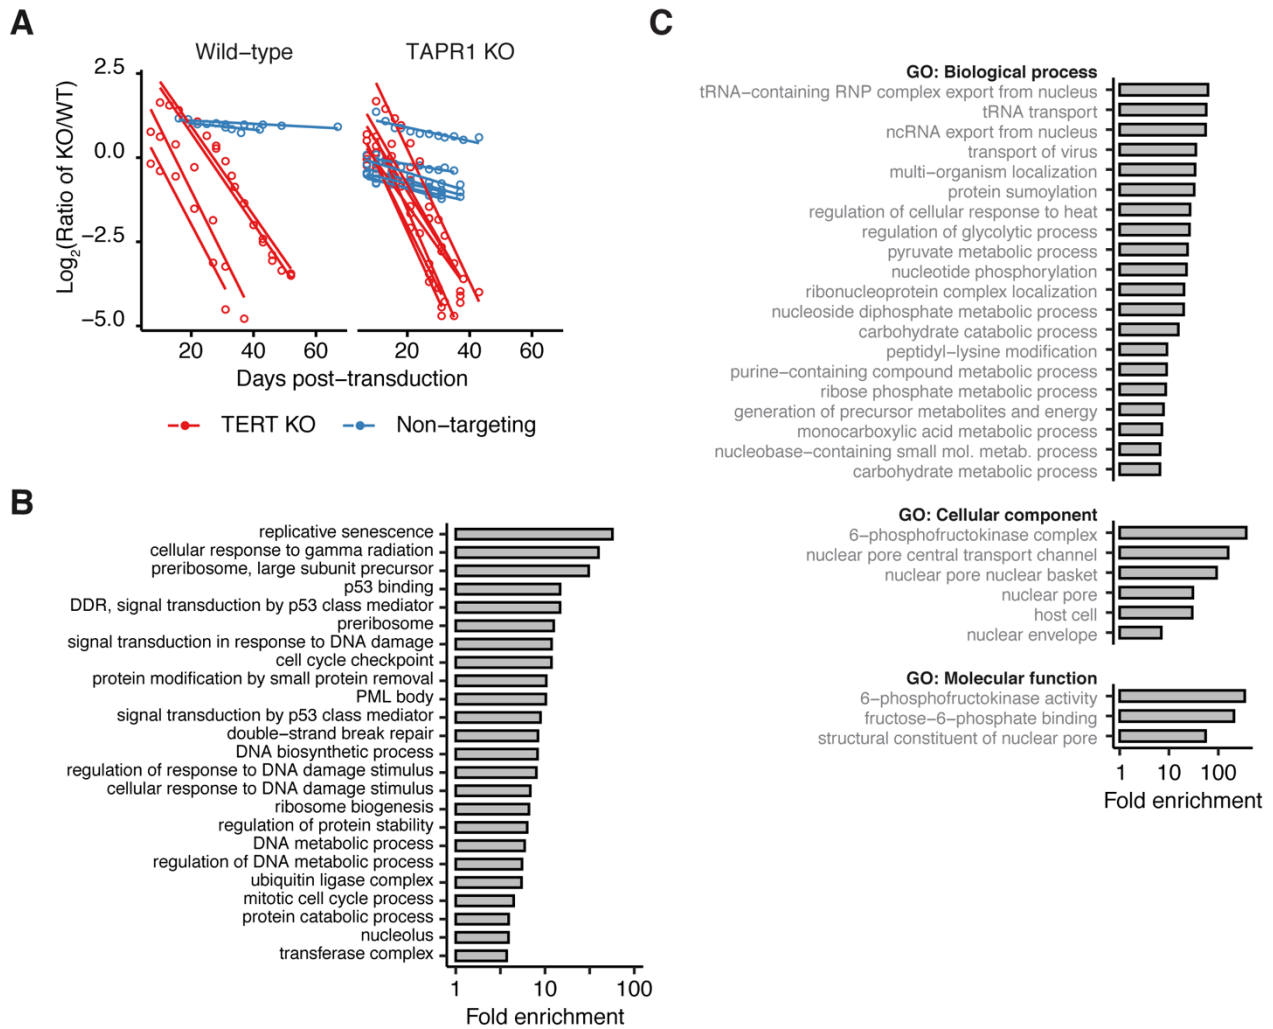 A
Wild−type
TAPR1 KO
Log2(Ratio of KO/WT)
2.5
0.0
−2.5
−5.0
20
40
60
20
40
60
Days post−transduction
TERT KO
Non−targeting
B
replicative senescence
cellular response to gamma radiation
preribosome, large subunit precursor
p53 binding
DDR, signal transduction by p53 class mediator
preribosome
signal transduction in response to DNA damage
cell cycle checkpoint
protein modification by small protein removal
PML body
signal transduction by p53 class mediator
double−strand break repair
DNA biosynthetic process
regulation of response to DNA damage stimulus
cellular response to DNA damage stimulus
ribosome biogenesis
regulation of protein stability
DNA metabolic process
regulation of DNA metabolic process
ubiquitin ligase complex
mitotic cell cycle process
protein catabolic process
nucleolus
transferase complex
1
10
100
Fold enrichment
C
GO: Biological process
tRNA−containing RNP complex export from nucleus
tRNA transport
ncRNA export from nucleus
transport of virus
multi−organism localization
protein sumoylation
regulation of cellular response to heat
regulation of glycolytic process
pyruvate metabolic process
nucleotide phosphorylation
ribonucleoprotein complex localization
nucleoside diphosphate metabolic process
carbohydrate catabolic process
peptidyl−lysine modification
purine−containing compound metabolic process
ribose phosphate metabolic process
generation of precursor metabolites and energy
monocarboxylic acid metabolic process
nucleobase−containing small mol. metab. process
carbohydrate metabolic process
GO: Cellular component
6−phosphofructokinase complex
nuclear pore central transport channel
nuclear pore nuclear basket
nuclear pore
host cell
nuclear envelope
GO: Molecular function
6−phosphofructokinase activity
fructose−6−phosphate binding
structural constituent of nuclear pore
1
10
100
Fold enrichment